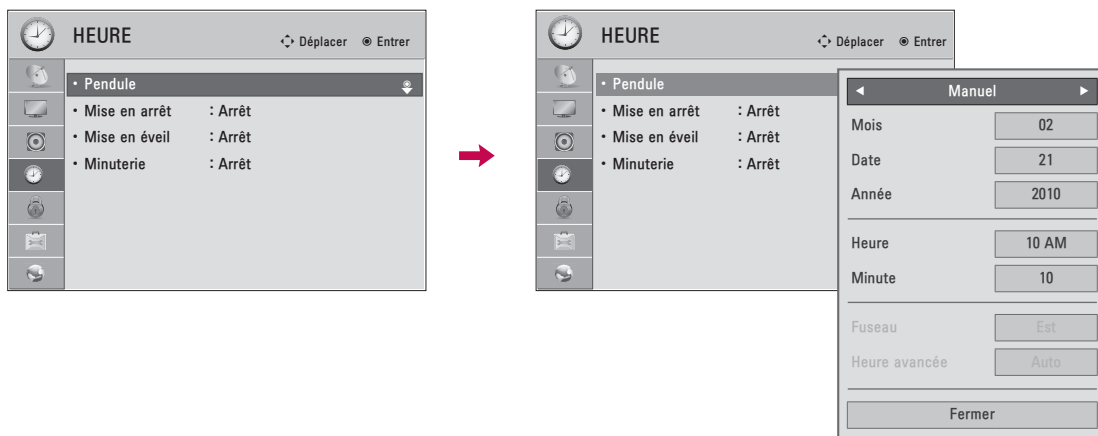 HEURE
Déplacer Entrer
• Pendule
• Mise en arrêt : Arrêt
• Mise en éveil : Arrêt
• Minuterie : Arrêt
HEURE
Déplacer Entrer
• Pendule
• Mise en arrêt : Arrêt
• Mise en éveil : Arrêt
• Minuterie : Arrêt
◄ Manuel ►
Mois 02
Date 21
Année 2010
Heure 10 AM
Minute 10
Fuseau Est
Heure avancée Auto
Fermer